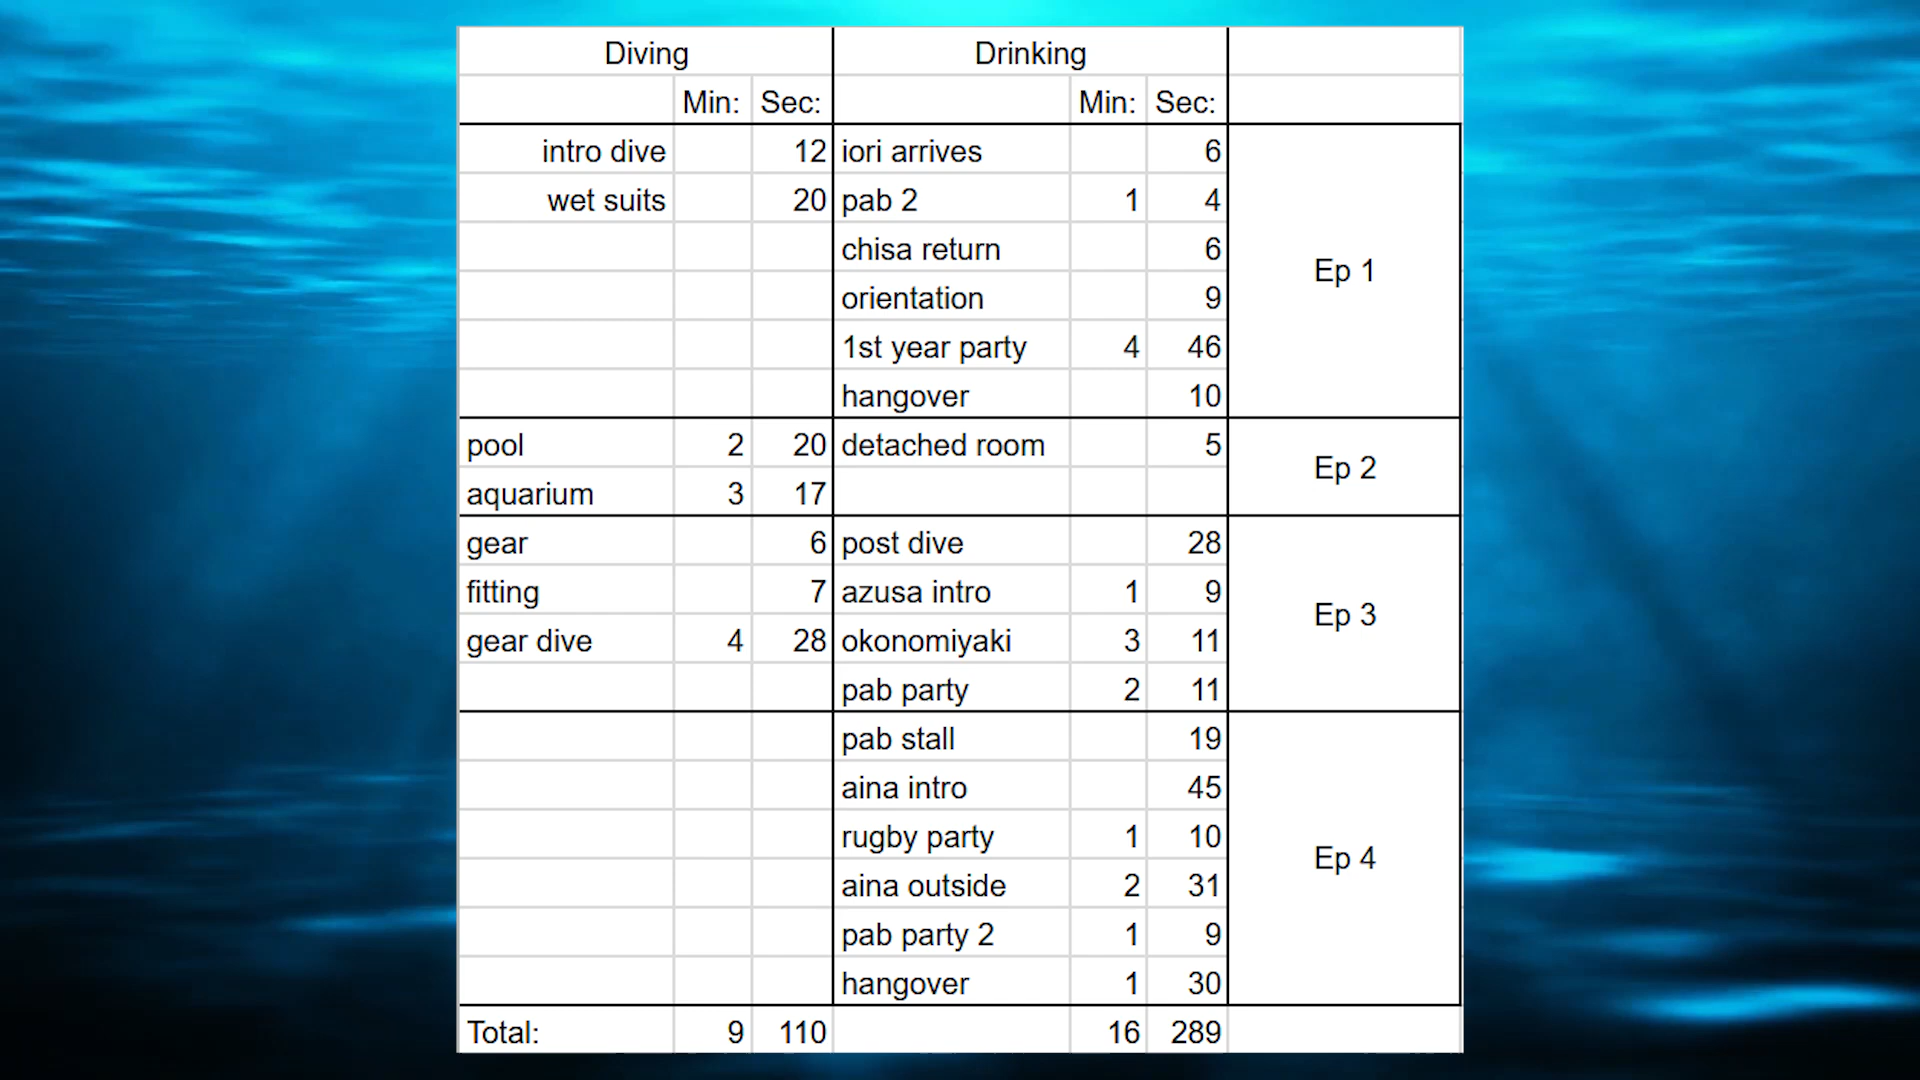 Diving Drinking
Min: Sec: Min: Sec:
intro dive 12 iori arrives 6
wet suits 20 pab 2 1 4
chisa return 6
orientation 9
1st year party 4 46
hangover 10
Ep 1
pool 2 20 detached room 5
aquarium 3 17
Ep 2
gear 6 post dive 28
fitting 7 azusa intro 1 9
gear dive 4 28 okonomiyaki 3 11
pab party 2 11
Ep 3
pab stall 19
aina intro 45
rugby party 1 10
aina outside 2 31
pab party 2 1 9
hangover 1 30
Ep 4
Total: 9 110 16 289